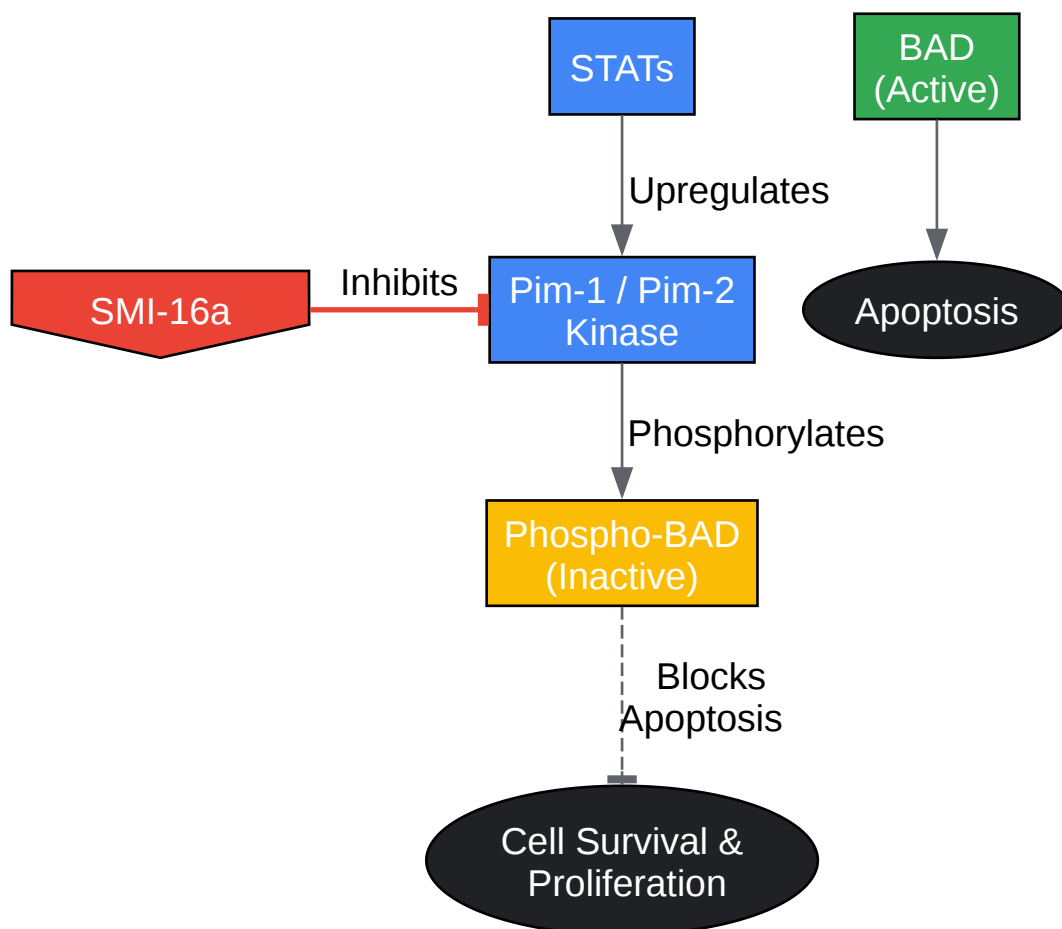 STATs
BAD
(Active)
Upregulates
SMI-16a
Inhibits
Pim-1 / Pim-2
Kinase
Apoptosis
Phosphorylates
Phospho-BAD
(Inactive)
Blocks
Apoptosis
Cell Survival &
Proliferation